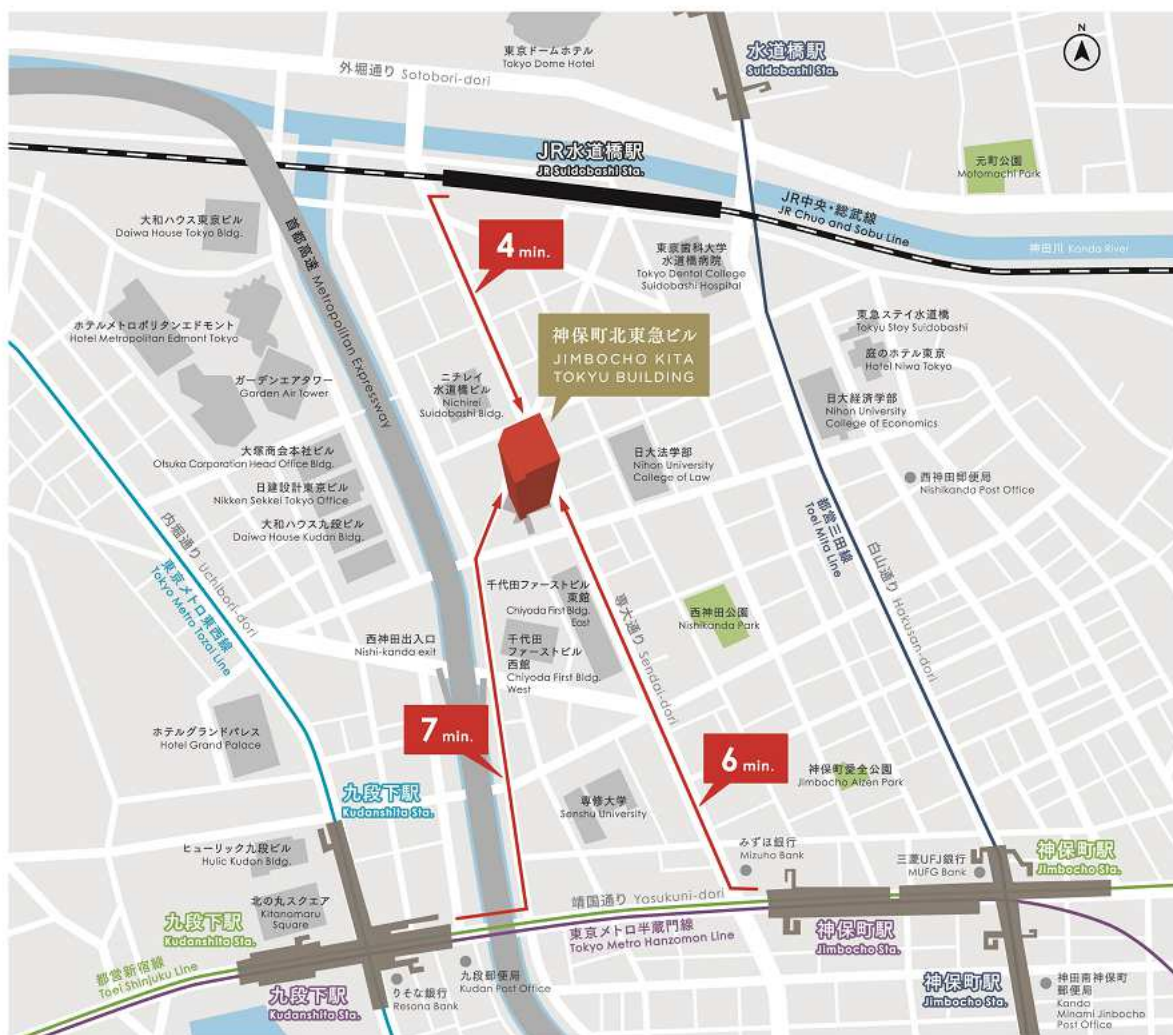 N
東京ドームホテル
Tokyo Dome Hotel
水道橋駅
Suidobashi Sta.
外堀通り Sotobori-dori
JR水道橋駅
JR Suidobashi Sta.
元町公園
Motomachi Park
JR中央・総武線
JR Chuo and Sobu Line
神田川 Kanda River
大和ハウス東京ビル
Daiwa House Tokyo Bldg.
首都高速 Metropolitan Expressway
4 min.
東京歯科大学
水道橋病院
Tokyo Dental College
Suidobashi Hospital
ホテルメトロポリタンエドモント
Hotel Metropolitan Edmont Tokyo
神保町北東急ビル
JIMBOCHO KITA
TOKYU BUILDING
東急ステイ水道橋
Tokyu Stay Suidobashi
庭のホテル東京
Hotel Niwa Tokyo
ガーデンエアタワー
Garden Air Tower
ニチレイ
水道橋ビル
Nichirei
Suidobashi Bldg.
日大経済学部
Nihon University
College of Economics
大塚商会本社ビル
Otsuka Corporation Head Office Bldg.
日大法学部
Nihon University
College of Law
西神田郵便局
Nishikanda Post Office
日建設計東京ビル
Nikken Sekkei Tokyo Office
大和ハウス九段ビル
Daiwa House Kudan Bldg.
都営三田線
Toei Mita Line
白山通り Hakusan-dori
内堀通り Uchibori-dori
東京メトロ東西線
Tokyo Metro Tozai Line
千代田ファーストビル
東館
Chiyoda First Bldg.
East
専大通り Sendai-dori
西神田公園
Nishikanda Park
西神田出入口
Nishi-kanda exit
千代田
ファーストビル
西館
Chiyoda First Bldg.
West
7 min.
6 min.
ホテルグランドパレス
Hotel Grand Palace
神保町愛全公園
Jimbocho Aizen Park
九段下駅
Kudanshita Sta.
専修大学
Senshu University
みずほ銀行
Mizuho Bank
三菱UFJ銀行
MUFG Bank
神保町駅
Jimbocho Sta.
ヒューリック九段ビル
Hulic Kudan Bldg.
北の丸スクエア
Kitanomaru
Square
靖国通り Yosukuni-dori
九段下駅
Kudanshita Sta.
東京メトロ半蔵門線
Tokyo Metro Hanzomon Line
神保町駅
Jimbocho Sta.
都営新宿線
Toei Shinjuku Line
九段下駅
Kudanshita Sta.
りそな銀行
Resona Bank
九段郵便局
Kudan Post Office
神保町駅
Jimbocho Sta.
神田南神保町
郵便局
Kanda
Minami Jinbocho
Post Office